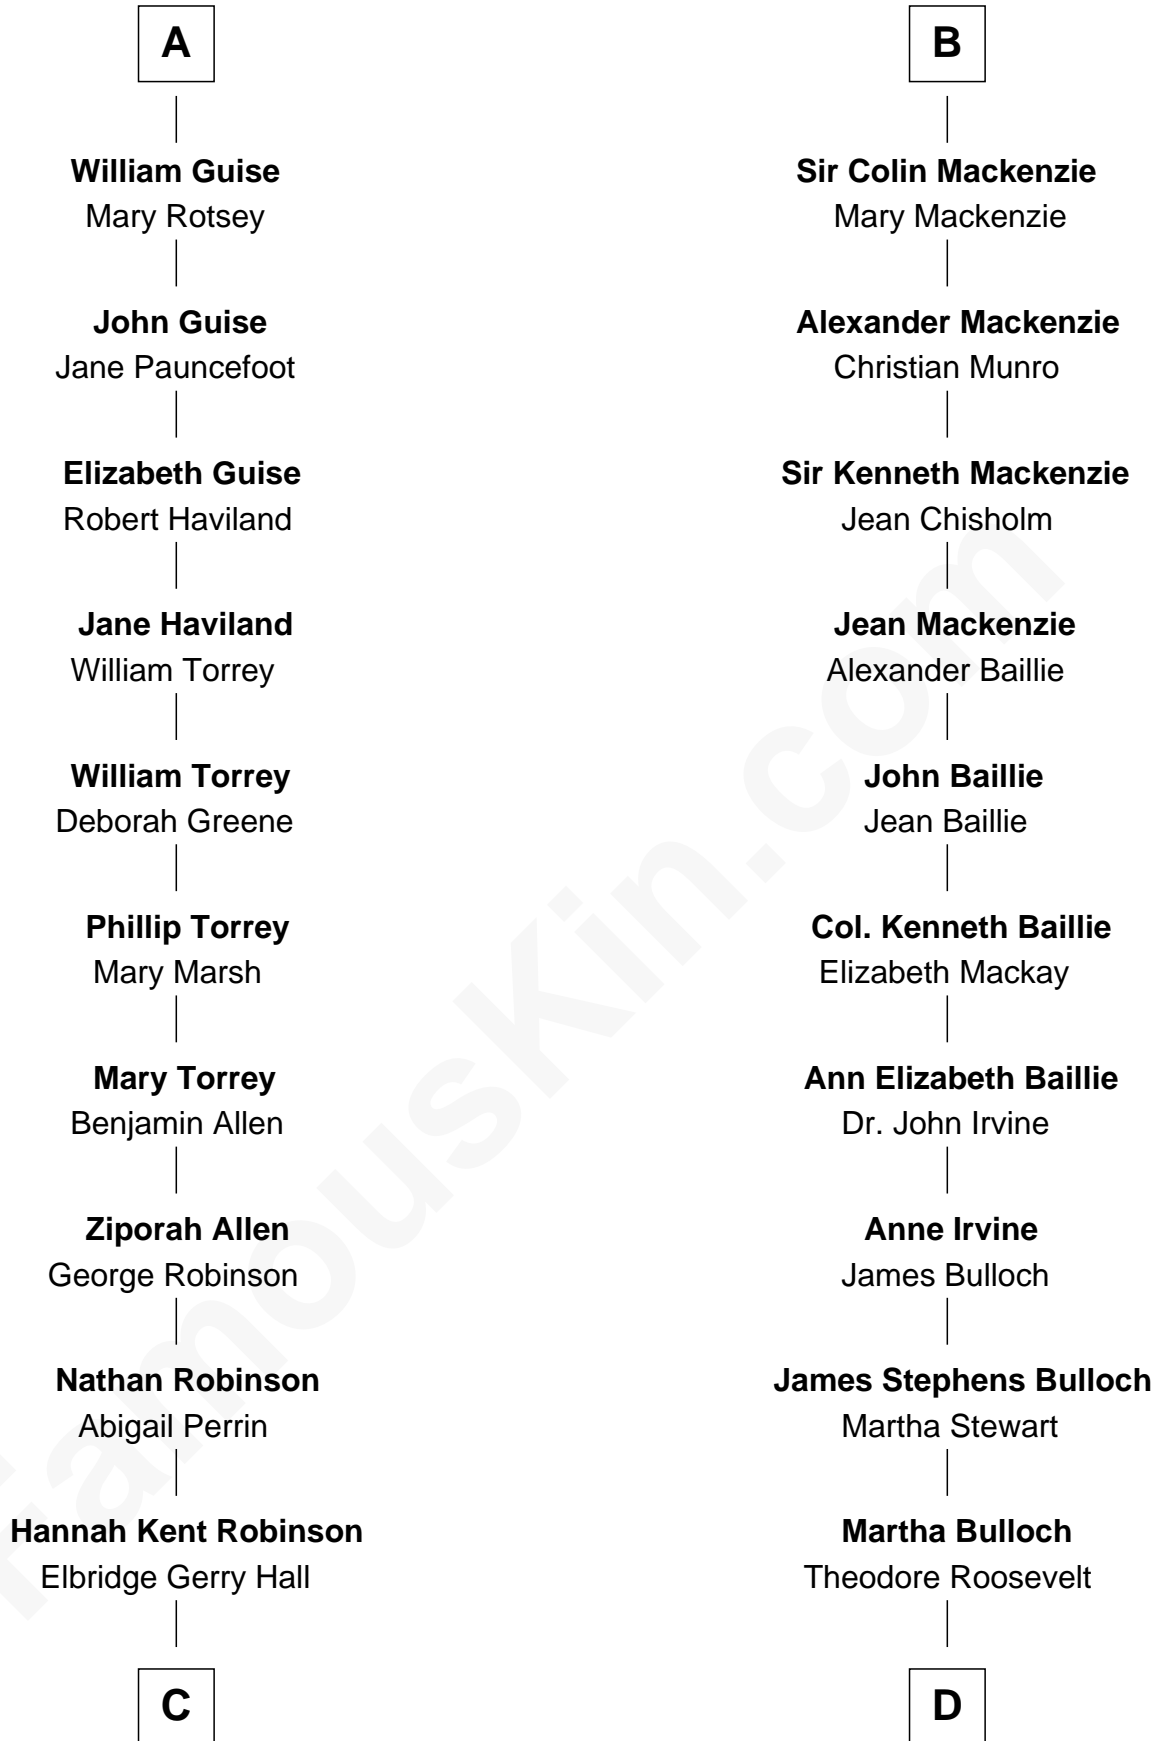 A
William Guise
Mary Rotsey
John Guise
Jane Pauncefoot
Elizabeth Guise
Robert Haviland
Jane Haviland
William Torrey
William Torrey
Deborah Greene
Phillip Torrey
Mary Marsh
Mary Torrey
Benjamin Allen
Ziporah Allen
George Robinson
Nathan Robinson
Abigail Perrin
Hannah Kent Robinson
Elbridge Gerry Hall
C
B
Sir Colin Mackenzie
Mary Mackenzie
Alexander Mackenzie
Christian Munro
Sir Kenneth Mackenzie
Jean Chisholm
Jean Mackenzie
Alexander Baillie
John Baillie
Jean Baillie
Col. Kenneth Baillie
Elizabeth Mackay
Ann Elizabeth Baillie
Dr. John Irvine
Anne Irvine
James Bulloch
James Stephens Bulloch
Martha Stewart
Martha Bulloch
Theodore Roosevelt
D
FamousKin.com